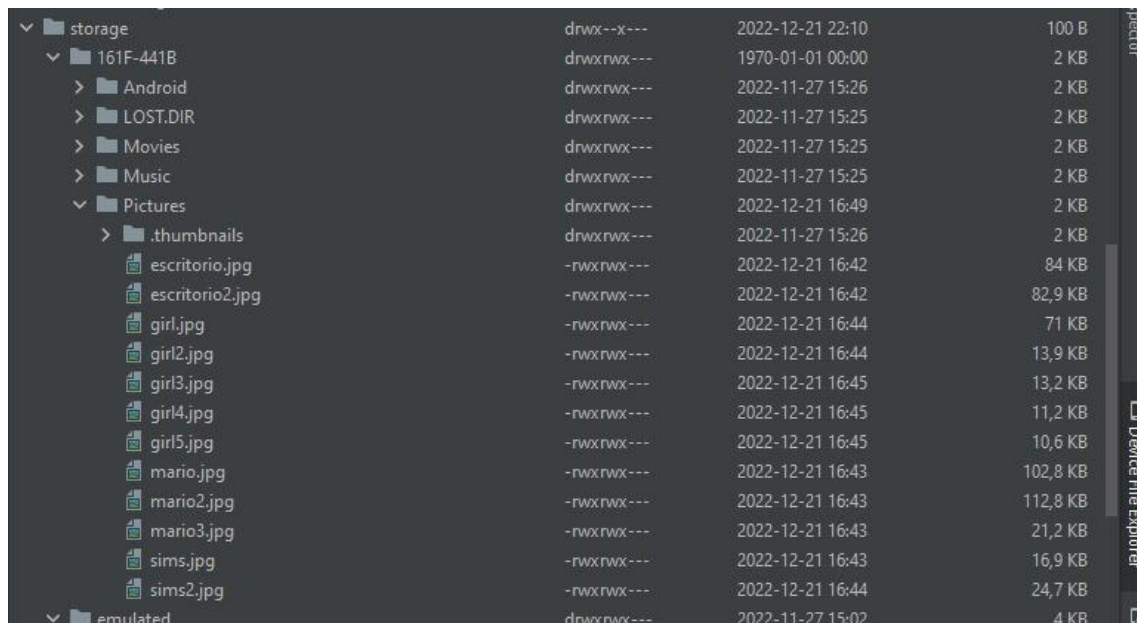 storage drwx--x--- 2022-12-21 22:10 100 B
161F-441B drwxrwx--- 1970-01-01 00:00 2 KB
Android drwxrwx--- 2022-11-27 15:26 2 KB
LOST.DIR drwxrwx--- 2022-11-27 15:25 2 KB
Movies drwxrwx--- 2022-11-27 15:25 2 KB
Music drwxrwx--- 2022-11-27 15:25 2 KB
Pictures drwxrwx--- 2022-12-21 16:49 2 KB
.thumbnails drwxrwx--- 2022-11-27 15:26 2 KB
escritorio.jpg -rwxrwx--- 2022-12-21 16:42 84 KB
escritorio2.jpg -rwxrwx--- 2022-12-21 16:42 82,9 KB
girl.jpg -rwxrwx--- 2022-12-21 16:44 71 KB
girl2.jpg -rwxrwx--- 2022-12-21 16:44 13,9 KB
girl3.jpg -rwxrwx--- 2022-12-21 16:45 13,2 KB
girl4.jpg -rwxrwx--- 2022-12-21 16:45 11,2 KB
girl5.jpg -rwxrwx--- 2022-12-21 16:45 10,6 KB
mario.jpg -rwxrwx--- 2022-12-21 16:43 102,8 KB
mario2.jpg -rwxrwx--- 2022-12-21 16:43 112,8 KB
mario3.jpg -rwxrwx--- 2022-12-21 16:43 21,2 KB
sims.jpg -rwxrwx--- 2022-12-21 16:43 16,9 KB
sims2.jpg -rwxrwx--- 2022-12-21 16:44 24,7 KB
emulated drwxrwx--- 2022-11-27 15:02 4 KB
Device File Explorer